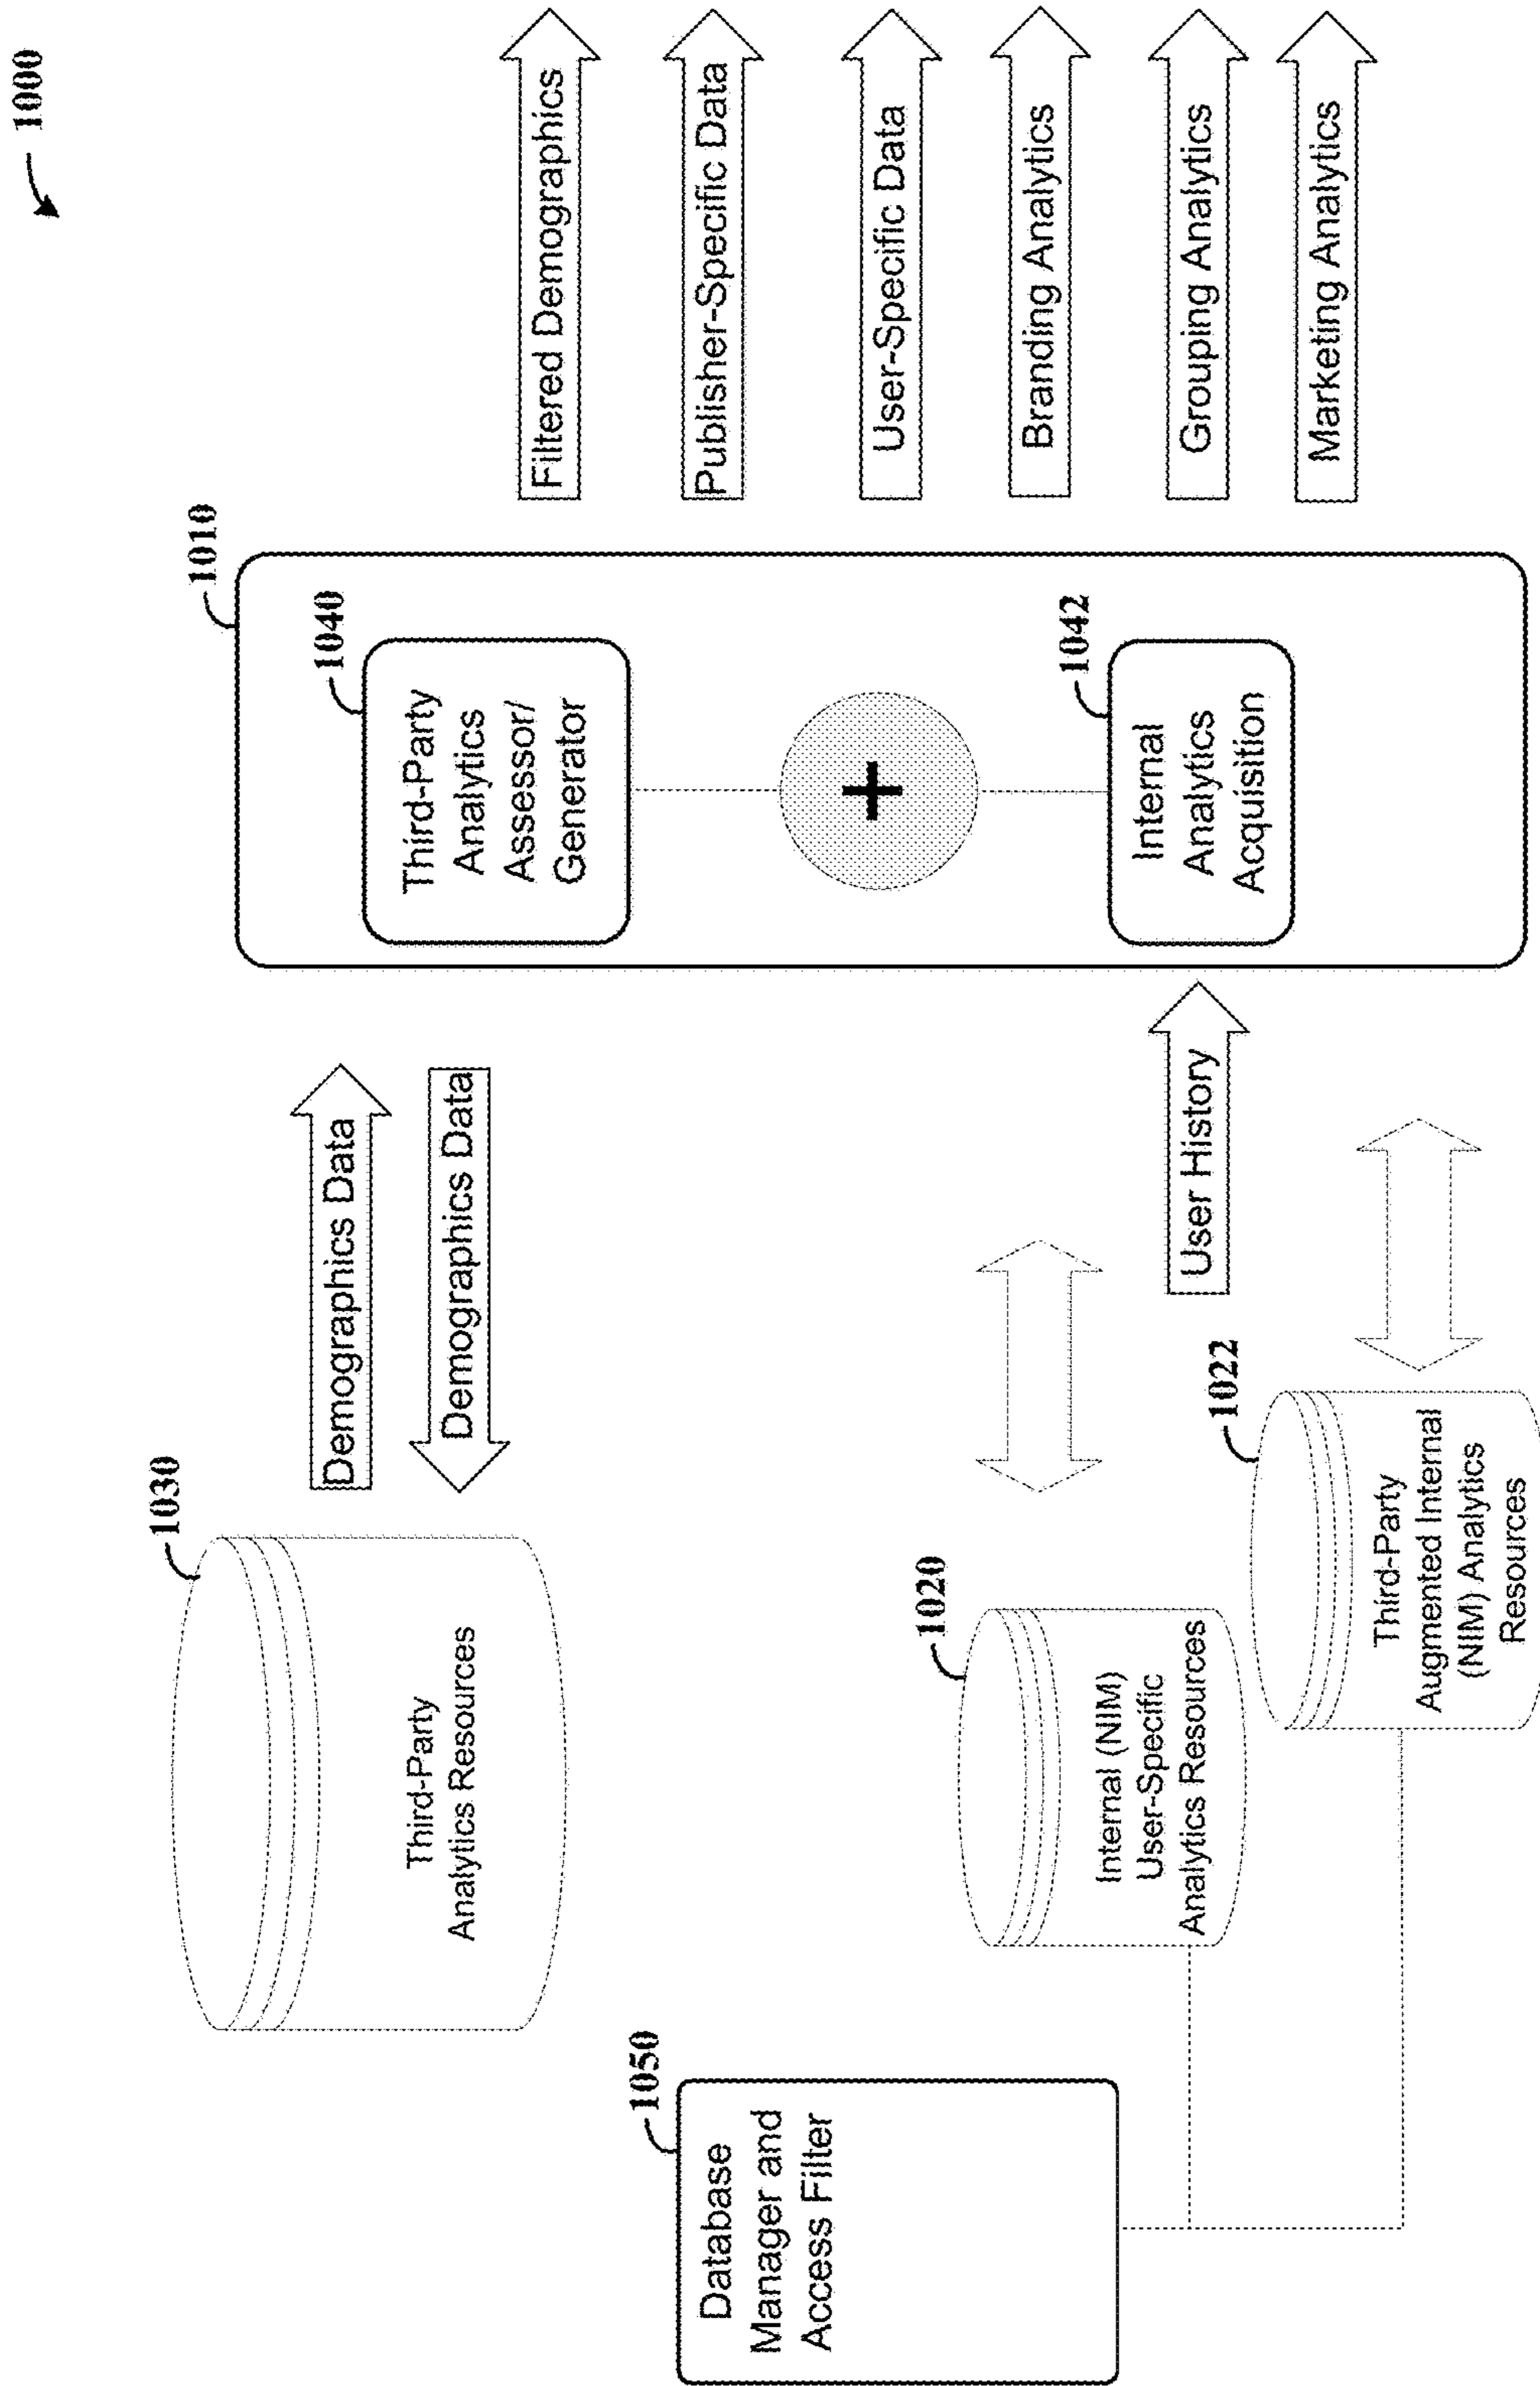 1000
1030
Third-Party
Analytics Resources
Demographics Data
Demographics Data
1010
1040
Third-Party
Analytics
Assessor/
Generator
+
1042
Internal
Analytics
Acquisition
Filtered Demographics
Publisher-Specific Data
User-Specific Data
Branding Analytics
Grouping Analytics
Marketing Analytics
1050
Database
Manager and
Access Filter
1020
Internal (NIM)
User-Specific
Analytics Resources
User History
1022
Third-Party
Augmented Internal
(NIM) Analytics
Resources